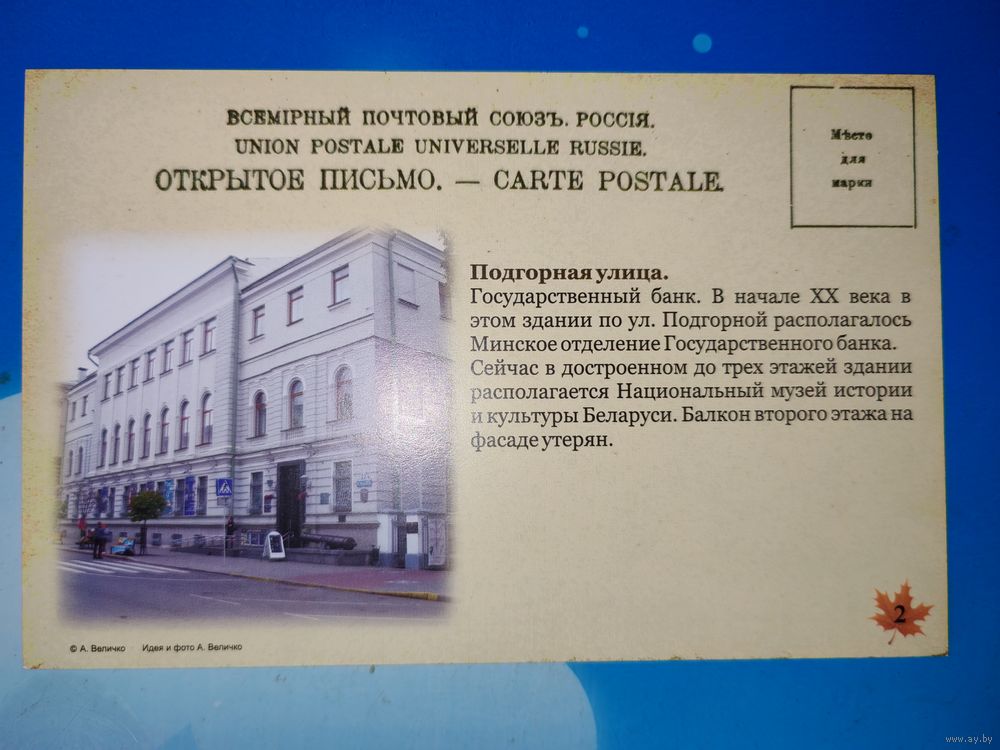 ВСЕМІРНЫЙ ПОЧТОВЫЙ СОЮЗЪ. РОССІЯ.
UNION POSTALE UNIVERSELLE RUSSIE.
ОТКРЫТОЕ ПИСЬМО. — CARTE POSTALE.
Мѣсто
для
марки
Подгорная улица.
Государственный банк. В начале XX века в
этом здании по ул. Подгорной располагалось
Минское отделение Государственного банка.
Сейчас в достроенном до трех этажей здании
располагается Национальный музей истории
и культуры Беларуси. Балкон второго этажа на
фасаде утерян.
2
© А. Величко Идея и фото А. Величко
www.ay.by